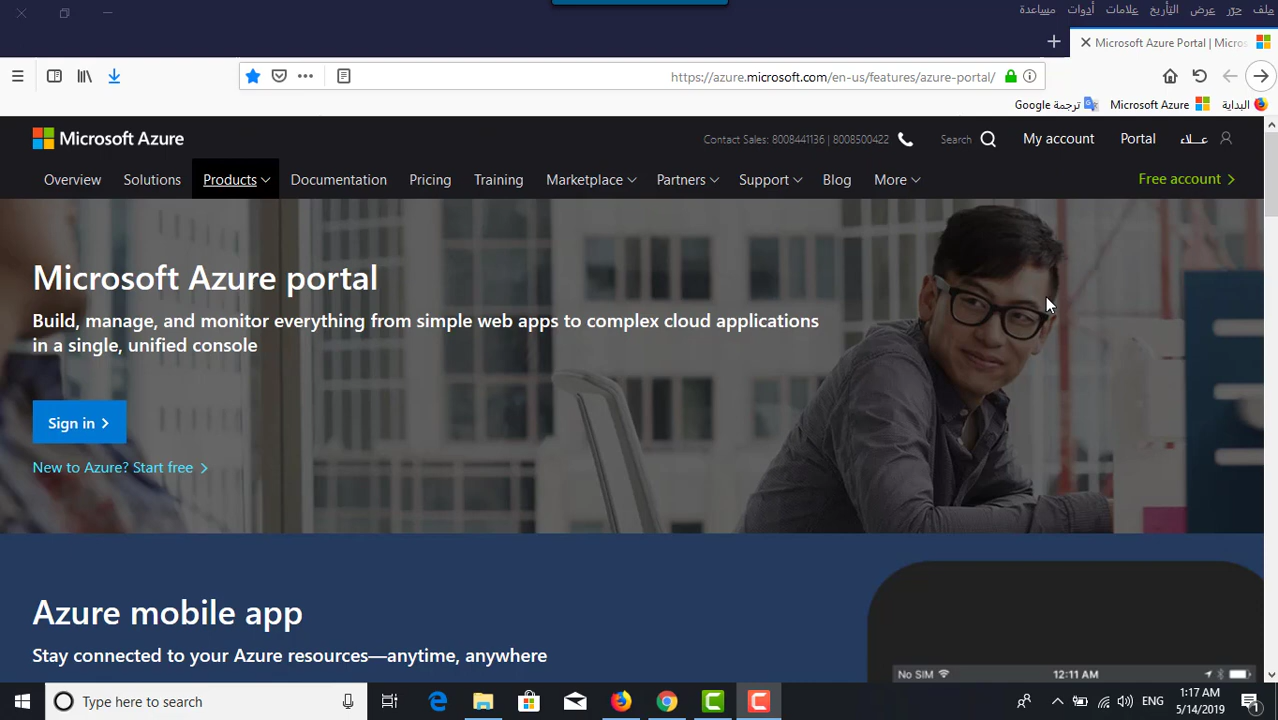 ملف حرّر عرض التأريخ علامات أدوات مساعدة
Microsoft Azure Portal | Micros
https://azure.microsoft.com/en-us/features/azure-portal/
البداية Microsoft Azure ترجمة Google
Microsoft Azure
Contact Sales: 8008441136 | 8008500422 Search My account Portal عـــلاء
Overview Solutions Products Documentation Pricing Training Marketplace Partners Support Blog More Free account
Microsoft Azure portal
Build, manage, and monitor everything from simple web apps to complex cloud applications
in a single, unified console
Sign in
New to Azure? Start free
Azure mobile app
Stay connected to your Azure resources—anytime, anywhere
No SIM 12:11 AM
Type here to search
ENG
1:17 AM
5/14/2019
1